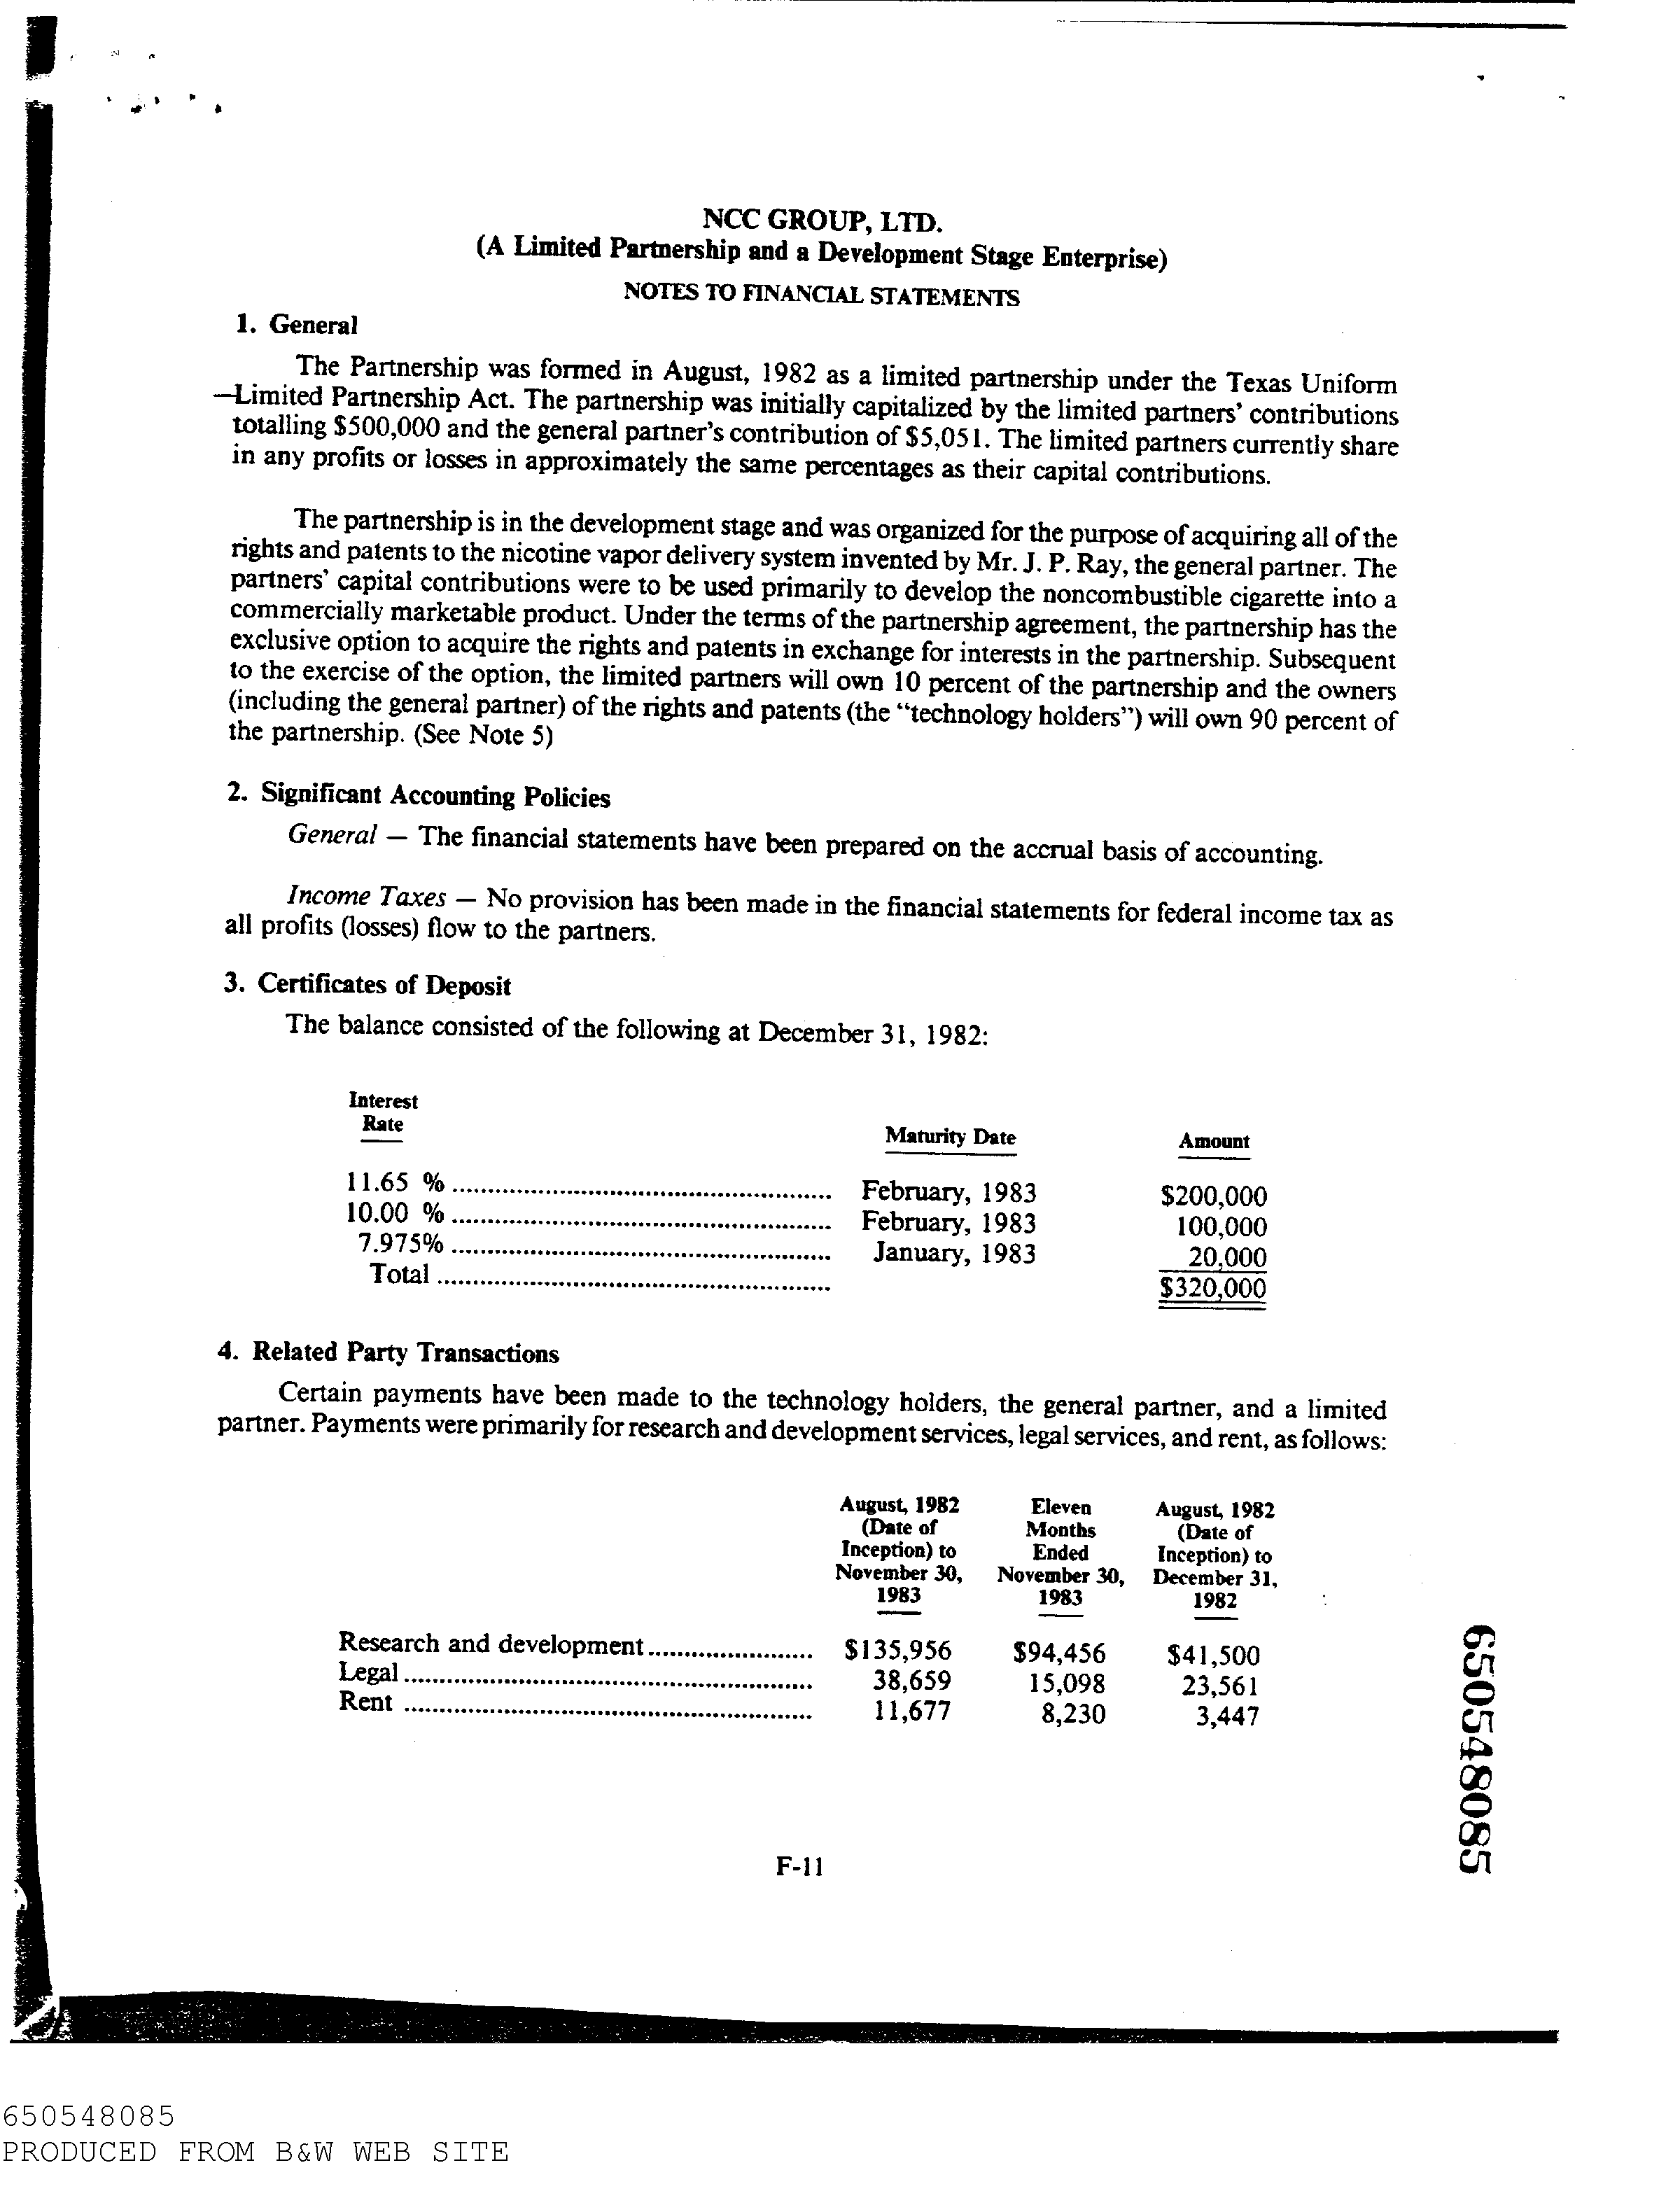 NCC GROUP, LTD.
(A Limited Partnership and a Development Stage Enterprise)
NOTES TO FINANCIAL STATEMENTS
1. General
The Partnership was formed in August, 1982 as a limited partnership under the Texas Uniform
—Limited Partnership Act. The partnership was initially capitalized by the limited partners' contributions
totalling $500,000 and the general partner's contribution of $5,051. The limited partners currently share
in any profits or losses in approximately the same percentages as their capital contributions.
The partnership is in the development stage and was organized for the purpose of acquiring all of the
rights and patents to the nicotine vapor delivery system invented by Mr. J. P. Ray, the general partner. The
partners' capital contributions were to be used primarily to develop the noncombustible cigarette into a
commercially marketable product. Under the terms of the partnership agreement, the partnership has the
exclusive option to acquire the rights and patents in exchange for interests in the partnership. Subsequent
to the exercise of the option, the limited partners will own 10 percent of the partnership and the owners
(including the general partner) of the rights and patents (the "technology holders") will own 90 percent of
the partnership. (See Note 5)
2. Significant Accounting Policies
General — The financial statements have been prepared on the accrual basis of accounting.
Income Taxes — No provision has been made in the financial statements for federal income tax as
all profits (losses) flow to the partners.
3. Certificates of Deposit
The balance consisted of the following at December 31, 1982:
Interest
Rate Maturity Date Amount
11.65 % ........ February, 1983 $200,000
10.00 % ........ February, 1983 100,000
7.975% ........ January, 1983 20,000
Total ........ $320,000
4. Related Party Transactions
Certain payments have been made to the technology holders, the general partner, and a limited
partner. Payments were primarily for research and development services, legal services, and rent, as follows:
August, 1982 Eleven August, 1982
(Date of Months (Date of
Inception) to Ended Inception) to
November 30, November 30, December 31,
1983 1983 1982
Research and development ........ $135,956 $94,456 $41,500
Legal ........ 38,659 15,098 23,561
Rent ........ 11,677 8,230 3,447
650548085
F-11
650548085
PRODUCED FROM B&W WEB SITE